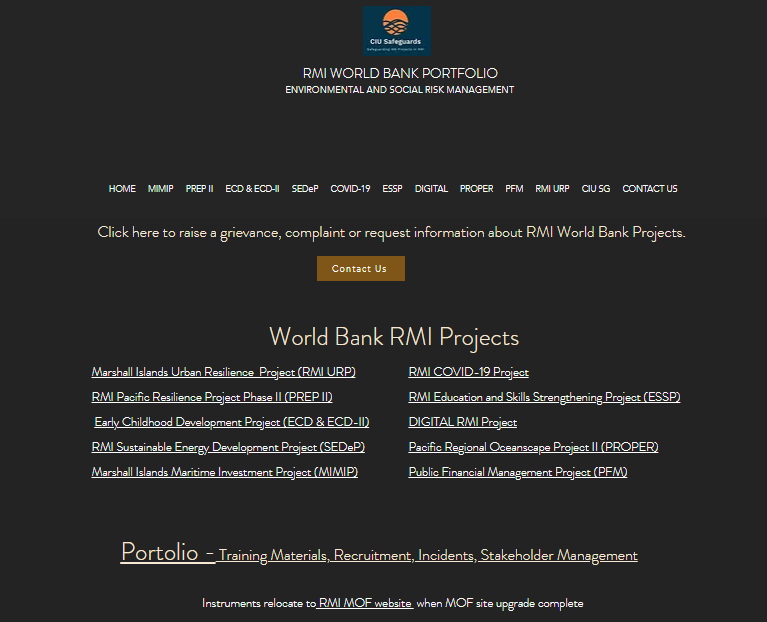 CIU Safeguards
Safeguarding WB Projects in RMI
RMI WORLD BANK PORTFOLIO
ENVIRONMENTAL AND SOCIAL RISK MANAGEMENT
HOME MIMIP PREP II ECD & ECD-II SEDeP COVID-19 ESSP DIGITAL PROPER PFM RMI URP CIU SG CONTACT US
Click here to raise a grievance, complaint or request information about RMI World Bank Projects.
Contact Us
World Bank RMI Projects
Marshall Islands Urban Resilience Project (RMI URP)
RMI Pacific Resilience Project Phase II (PREP II)
Early Childhood Development Project (ECD & ECD-II)
RMI Sustainable Energy Development Project (SEDeP)
Marshall Islands Maritime Investment Project (MIMIP)
RMI COVID-19 Project
RMI Education and Skills Strengthening Project (ESSP)
DIGITAL RMI Project
Pacific Regional Oceanscape Project II (PROPER)
Public Financial Management Project (PFM)
Portolio - Training Materials, Recruitment, Incidents, Stakeholder Management
Instruments relocate to RMI MOF website when MOF site upgrade complete